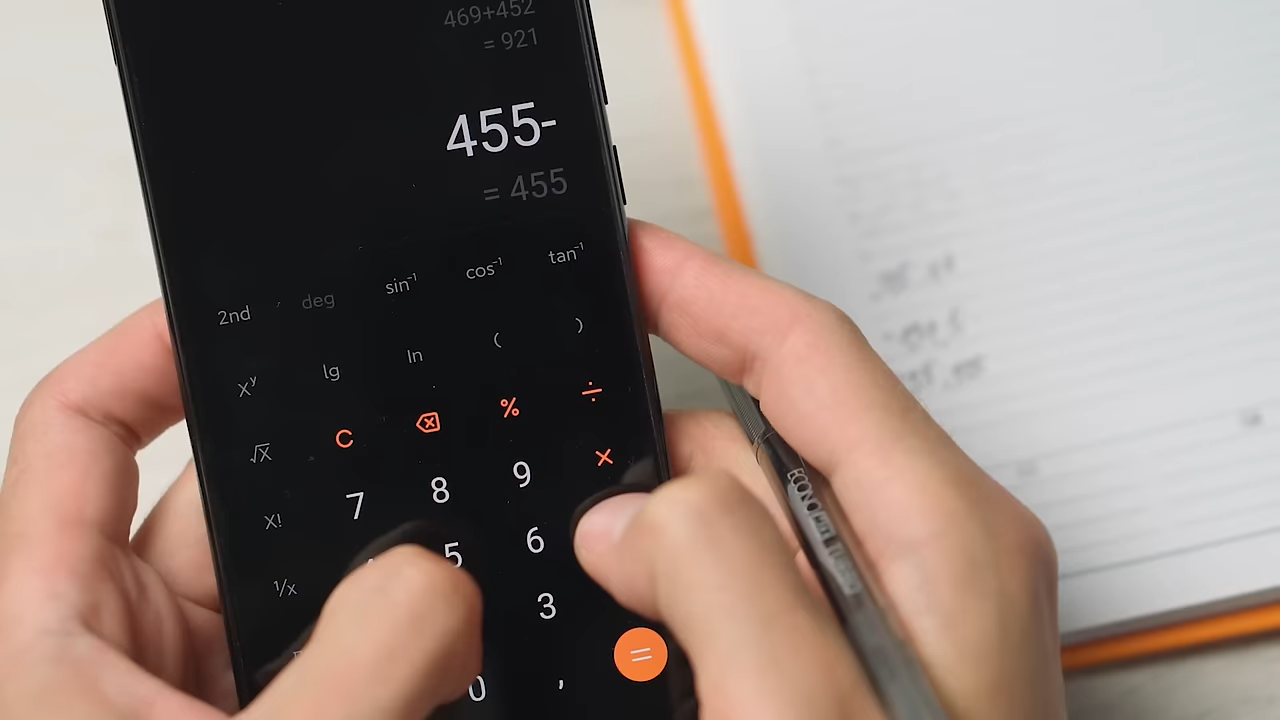 469+452
= 921
455-
= 455
2nd deg sin⁻¹ cos⁻¹ tan⁻¹
Xʸ lg ln ( )
√X C % ÷
X! 7 8 9 ×
¹/x 5 6
3
0 , =